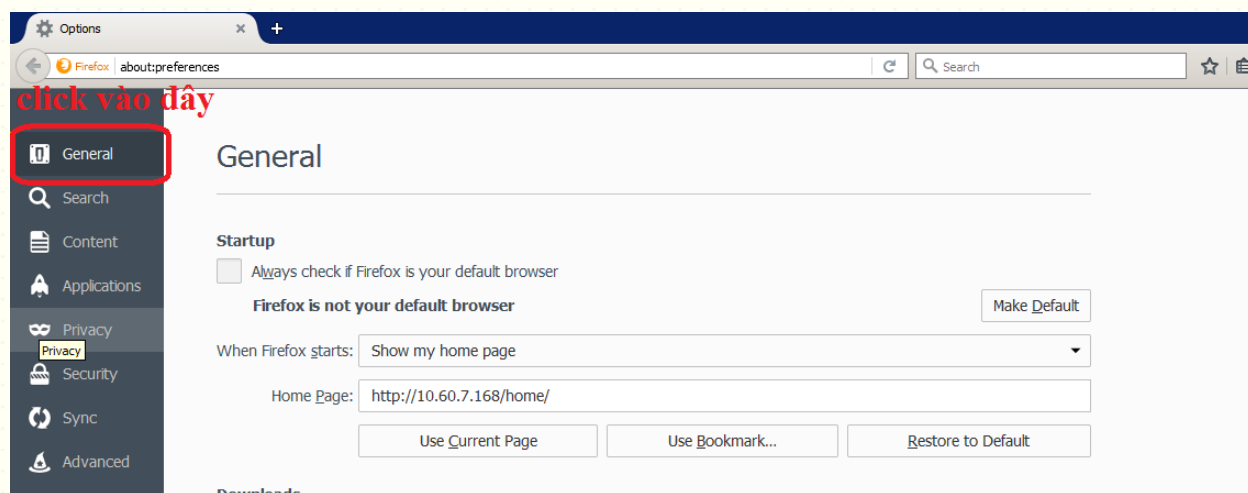 Options
Firefox about:preferences
Search
click vào đây
General
Search
Content
Applications
Privacy
Privacy
Security
Sync
Advanced
General
Startup
Always check if Firefox is your default browser
Firefox is not your default browser
Make Default
When Firefox starts: Show my home page
Home Page: http://10.60.7.168/home/
Use Current Page Use Bookmark... Restore to Default